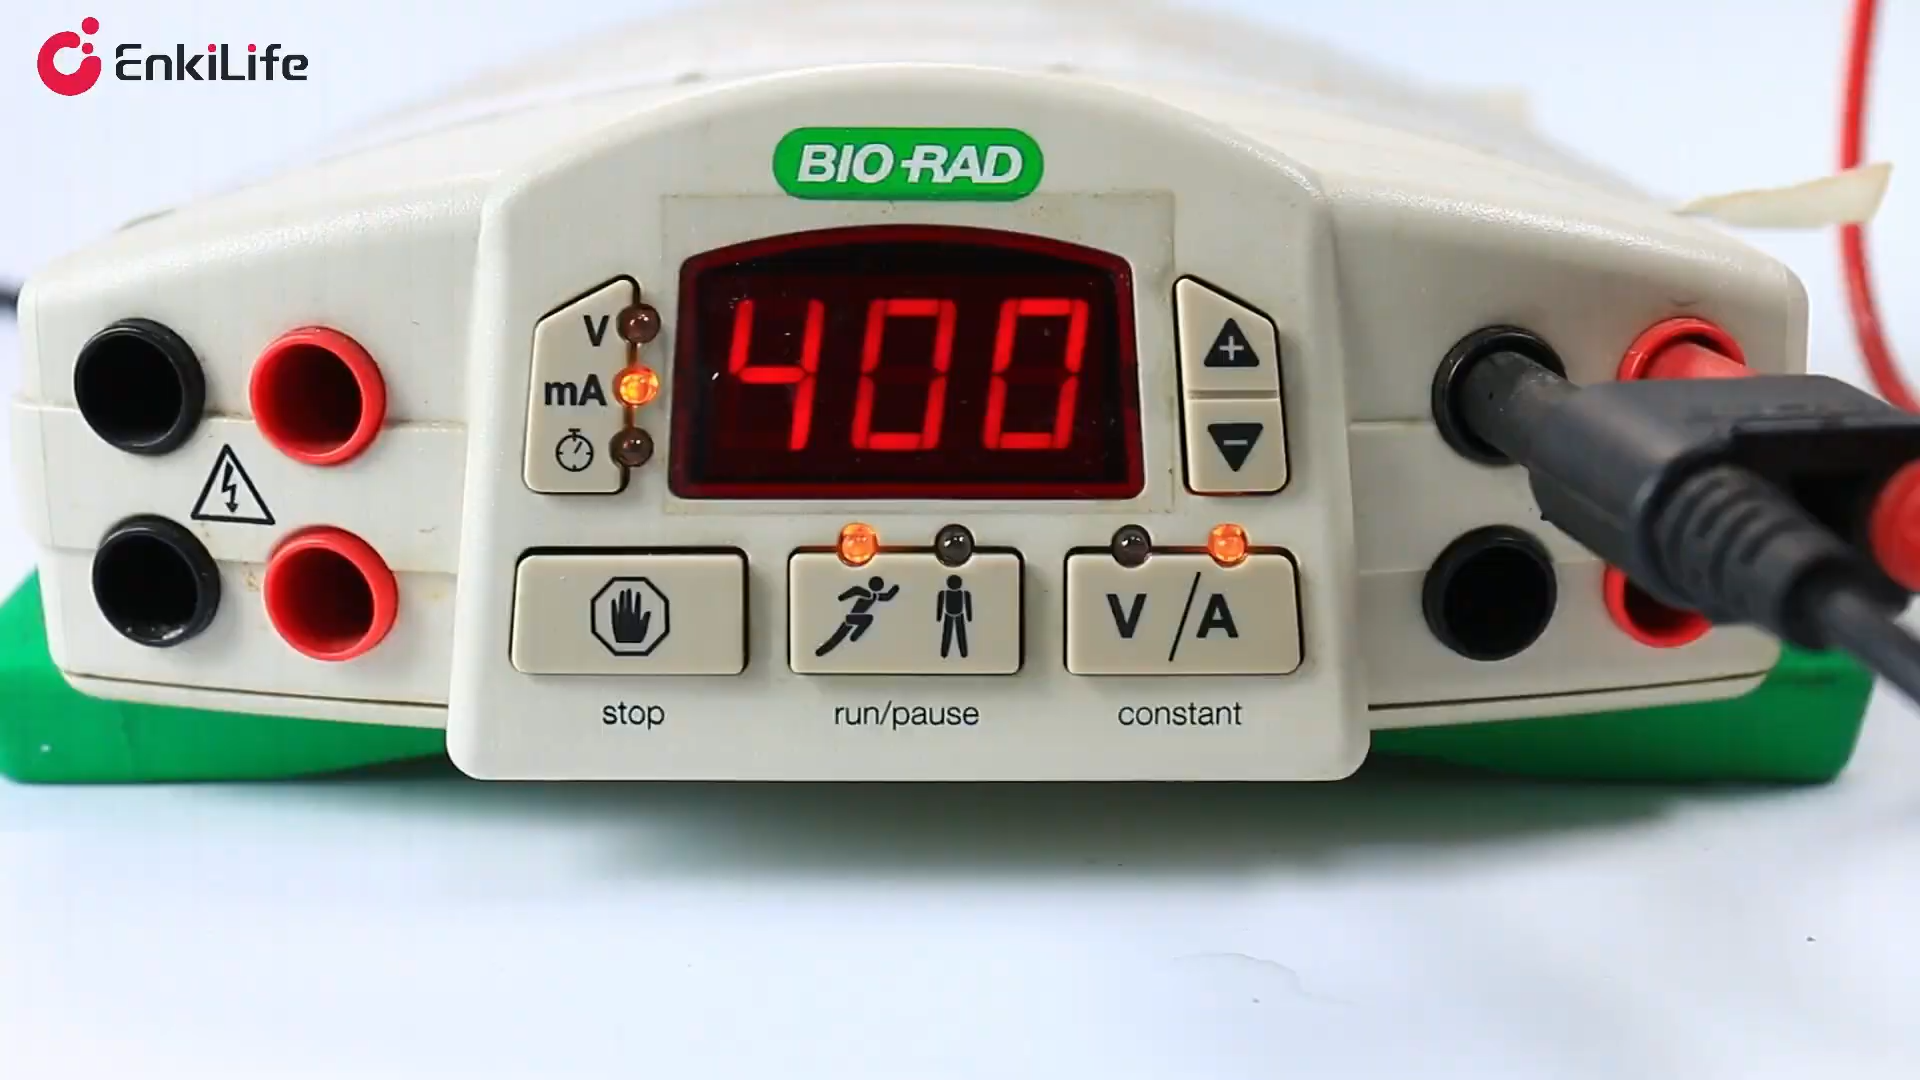 EnkiLife
BIO-RAD
V
mA
400
+
-
V/A
stop
run/pause
constant